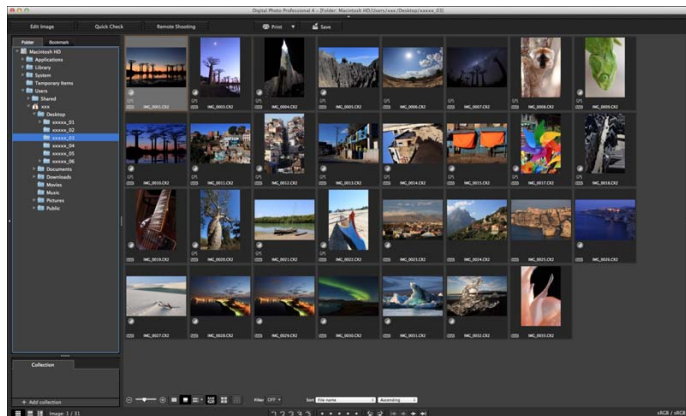 Digital Photo Professional 4 - [Folder: Macintosh HD/Users/xxx/Desktop/xxxxx_03]
Edit Image Quick Check Remote Shooting Print Save
Folder Bookmark
Macintosh HD
Applications
Library
System
Temporary Items
Users
Shared
xxx
Desktop
xxxxx_01
xxxxx_02
xxxxx_03
xxxxx_04
xxxxx_05
xxxxx_06
Documents
Downloads
Movies
Music
Pictures
Public
IMG_0001.CR2 IMG_0003.CR2 IMG_0004.CR2 IMG_0005.CR2 IMG_0006.CR2 IMG_0007.CR2 IMG_0008.CR2 IMG_0009.CR2
IMG_0010.CR2 IMG_0011.CR2 IMG_0012.CR2 IMG_0013.CR2 IMG_0014.CR2 IMG_0015.CR2 IMG_0017.CR2 IMG_0018.CR2
IMG_0019.CR2 IMG_0020.CR2 IMG_0021.CR2 IMG_0022.CR2 IMG_0023.CR2 IMG_0024.CR2 IMG_0025.CR2 IMG_0026.CR2
IMG_0027.CR2 IMG_0028.CR2 IMG_0029.CR2 IMG_0030.CR2 IMG_0031.CR2 IMG_0032.CR2 IMG_0033.CR2
Collection
+ Add collection
Filter OFF Sort File name Ascending
Image: 1 / 31
sRGB / sRG